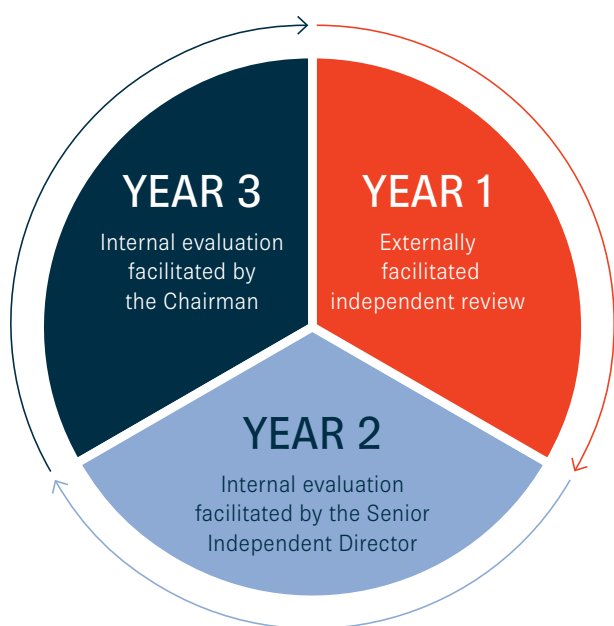 YEAR 1
Externally
facilitated
independent review
YEAR 2
Internal evaluation
facilitated by the Senior
Independent Director
YEAR 3
Internal evaluation
facilitated by
the Chairman